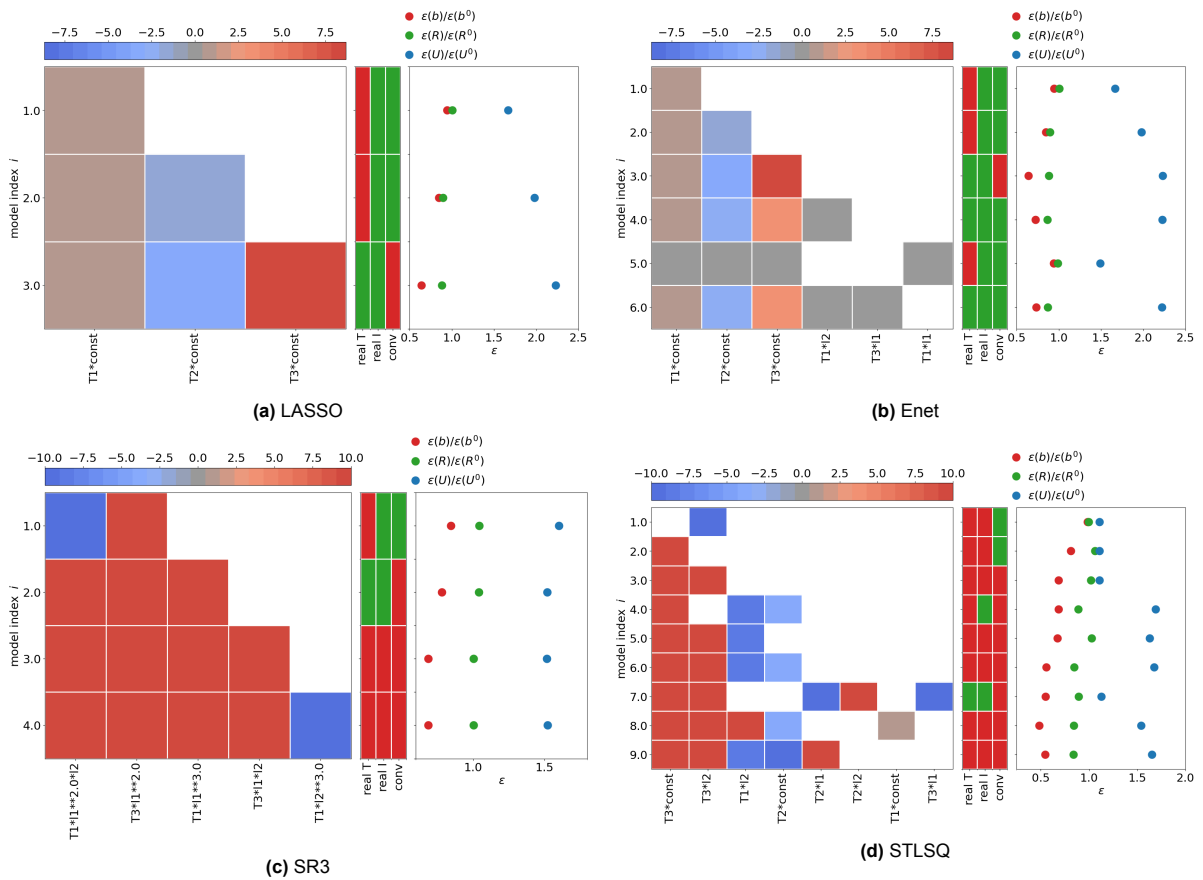 ε(b)/ε(b⁰)
ε(R)/ε(R⁰)
ε(U)/ε(U⁰)
−7.5 −5.0 −2.5 0.0 2.5 5.0 7.5
model index i
1.0
2.0
3.0
T1*const
T2*const
T3*const
real T
real I
conv
0.5 1.0 1.5 2.0 2.5
ε
(a) LASSO
ε(b)/ε(b⁰)
ε(R)/ε(R⁰)
ε(U)/ε(U⁰)
−7.5 −5.0 −2.5 0.0 2.5 5.0 7.5
model index i
1.0
2.0
3.0
4.0
5.0
6.0
T1*const
T2*const
T3*const
T1*I2
T3*I1
T1*I1
real T
real I
conv
0.5 1.0 1.5 2.0 2.5
ε
(b) Enet
ε(b)/ε(b⁰)
ε(R)/ε(R⁰)
ε(U)/ε(U⁰)
−10.0 −7.5 −5.0 −2.5 0.0 2.5 5.0 7.5 10.0
model index i
1.0
2.0
3.0
4.0
T1*I1**2.0*I2
T3*I1**2.0
T1*I1**3.0
T3*I1*I2
T1*I2**3.0
real T
real I
conv
1.0 1.5
ε
(c) SR3
ε(b)/ε(b⁰)
ε(R)/ε(R⁰)
ε(U)/ε(U⁰)
−10.0 −7.5 −5.0 −2.5 0.0 2.5 5.0 7.5 10.0
model index i
1.0
2.0
3.0
4.0
5.0
6.0
7.0
8.0
9.0
T3*const
T3*I2
T1*I2
T2*const
T2*I1
T2*I2
T1*const
T3*I1
real T
real I
conv
0.5 1.0 1.5 2.0
ε
(d) STLSQ